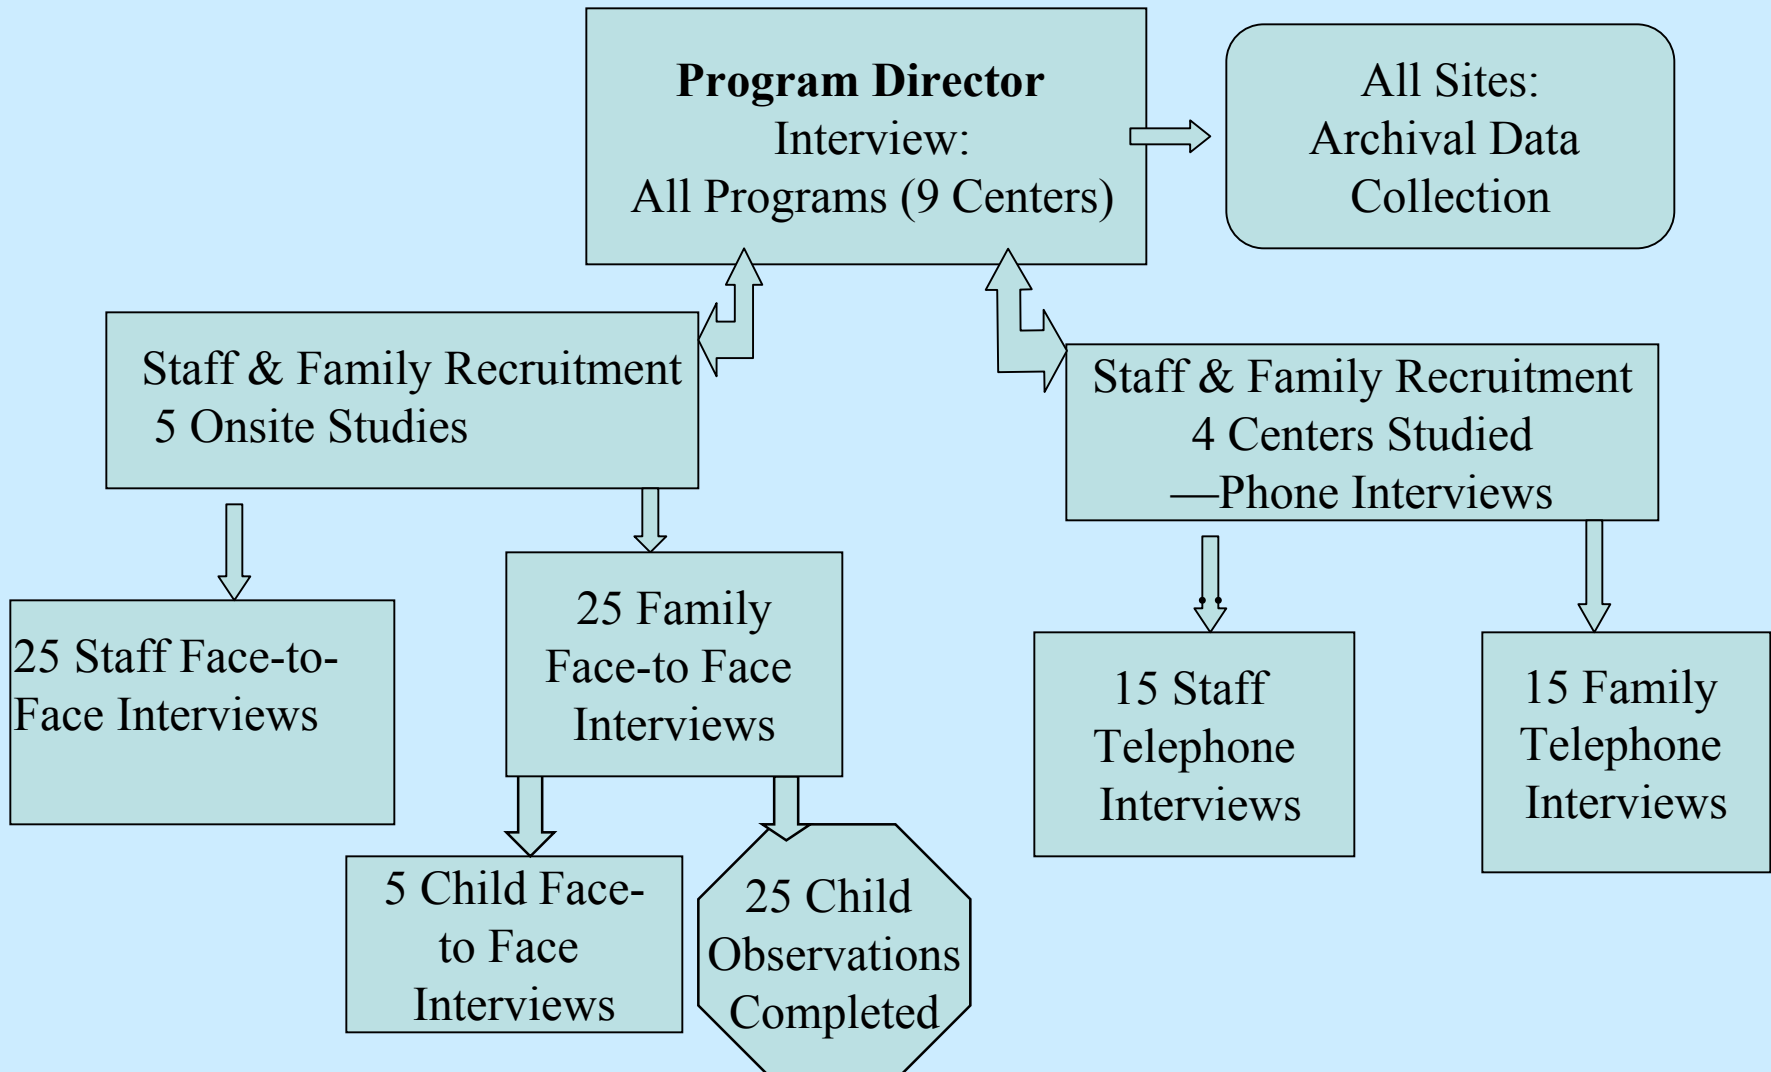 Program Director
Interview:
All Programs (9 Centers)
All Sites:
Archival Data
Collection
Staff & Family Recruitment
5 Onsite Studies
Staff & Family Recruitment
4 Centers Studied
—Phone Interviews
25 Staff Face-to-
Face Interviews
25 Family
Face-to Face
Interviews
15 Staff
Telephone
Interviews
15 Family
Telephone
Interviews
5 Child Face-
to Face
Interviews
25 Child
Observations
Completed